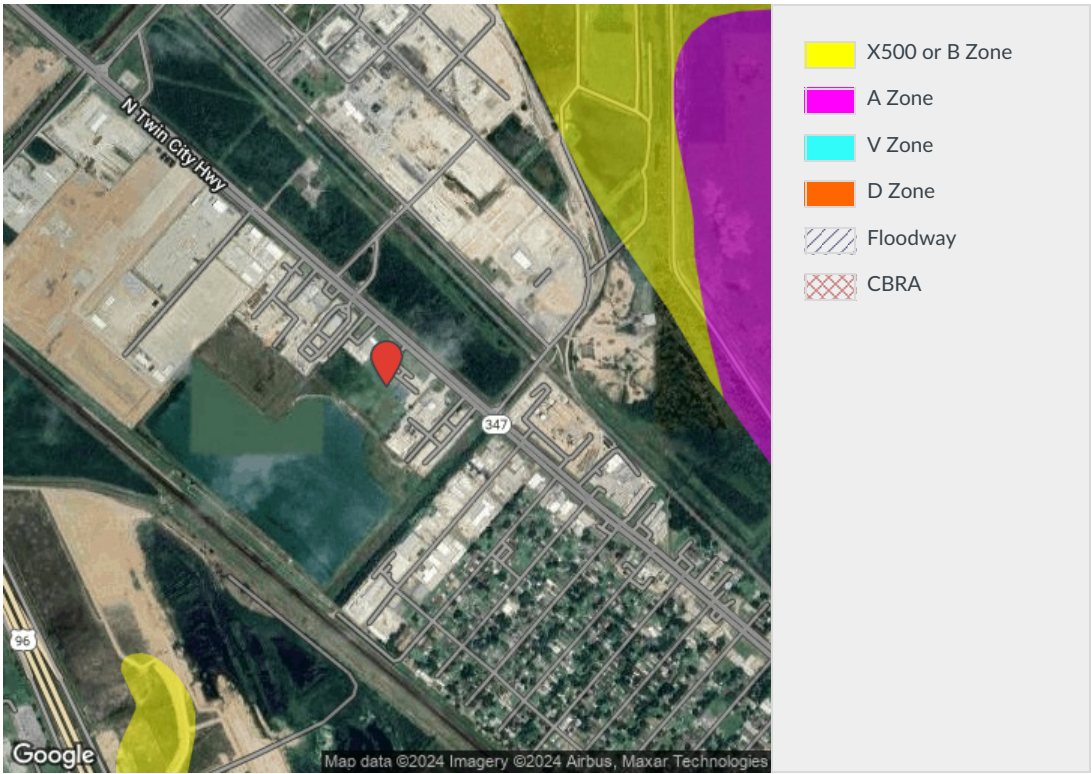 N Twin City Hwy
347
96
Google
Map data ©2024 Imagery ©2024 Airbus, Maxar Technologies
X500 or B Zone
A Zone
V Zone
D Zone
Floodway
CBRA